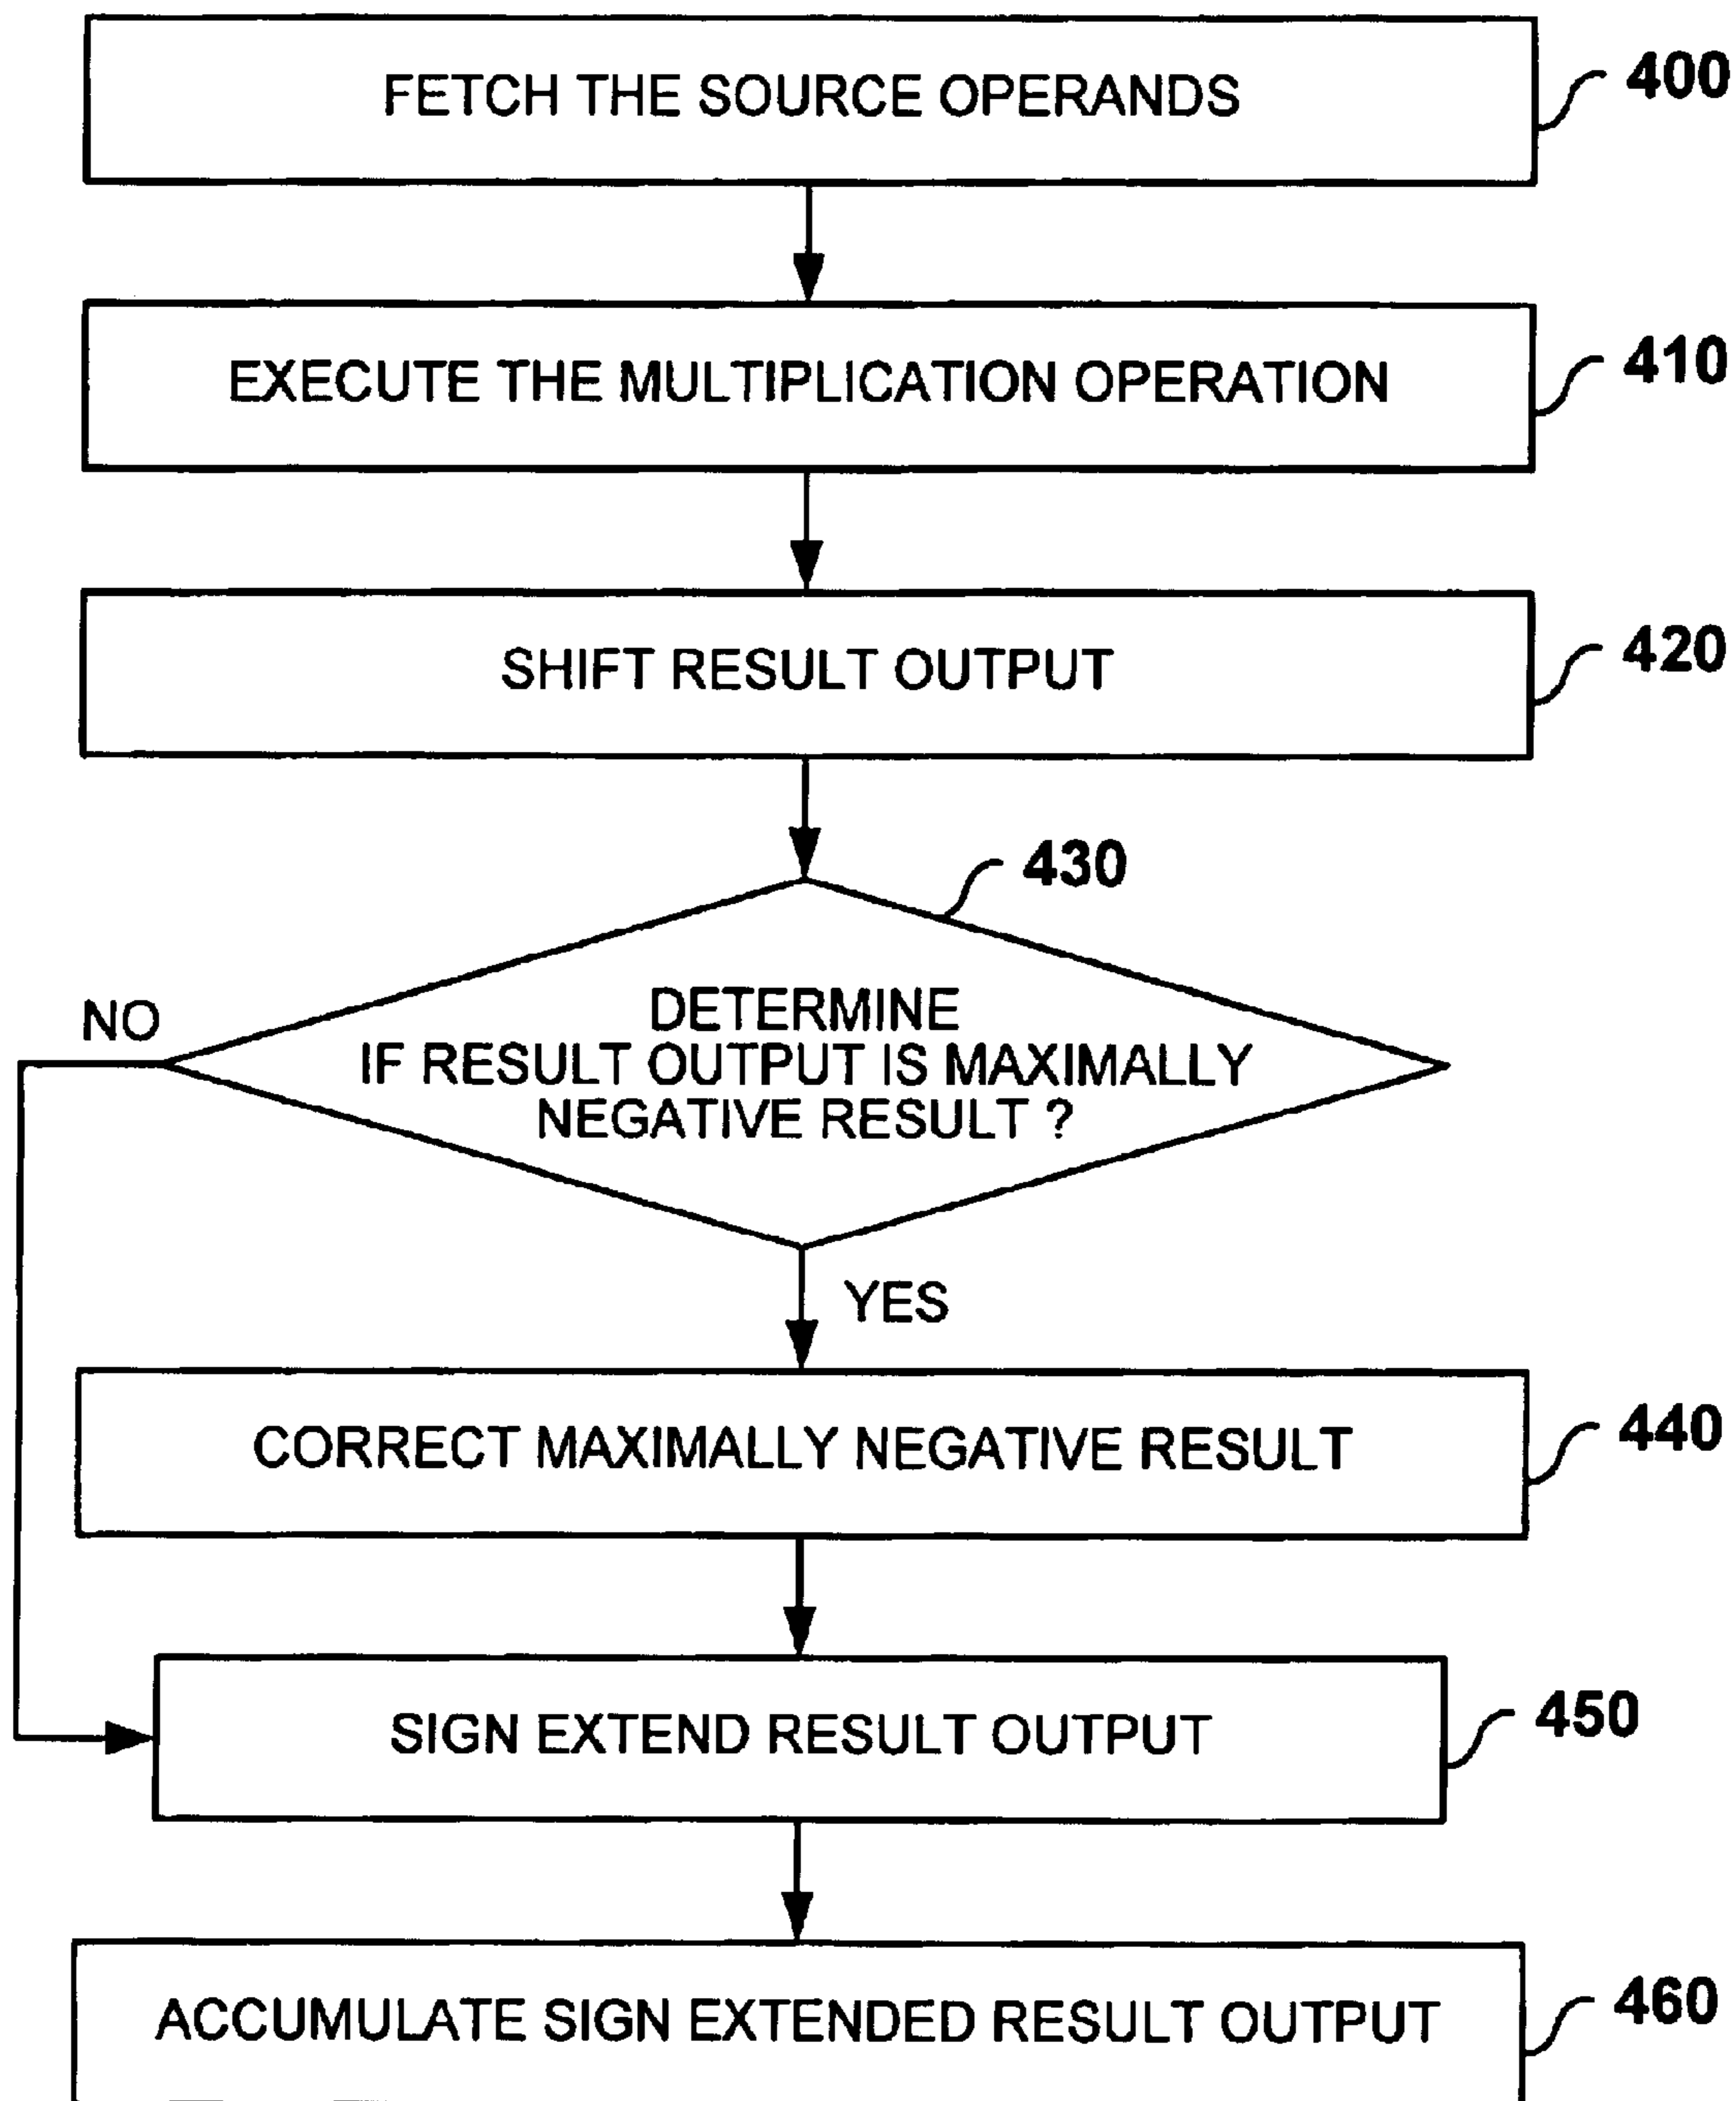 FETCH THE SOURCE OPERANDS
400
EXECUTE THE MULTIPLICATION OPERATION
410
SHIFT RESULT OUTPUT
420
430
NO
DETERMINE
IF RESULT OUTPUT IS MAXIMALLY
NEGATIVE RESULT ?
YES
CORRECT MAXIMALLY NEGATIVE RESULT
440
SIGN EXTEND RESULT OUTPUT
450
ACCUMULATE SIGN EXTENDED RESULT OUTPUT
460